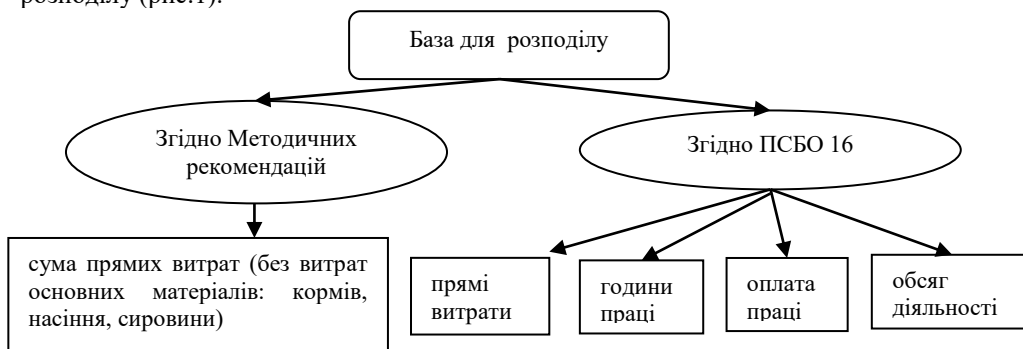 розподілу (рис.1).
База для розподілу
Згідно Методичних
рекомендацій
Згідно ПСБО 16
сума прямих витрат (без витрат
основних матеріалів: кормів,
насіння, сировини)
прямі
витрати
години
праці
оплата
праці
обсяг
діяльності